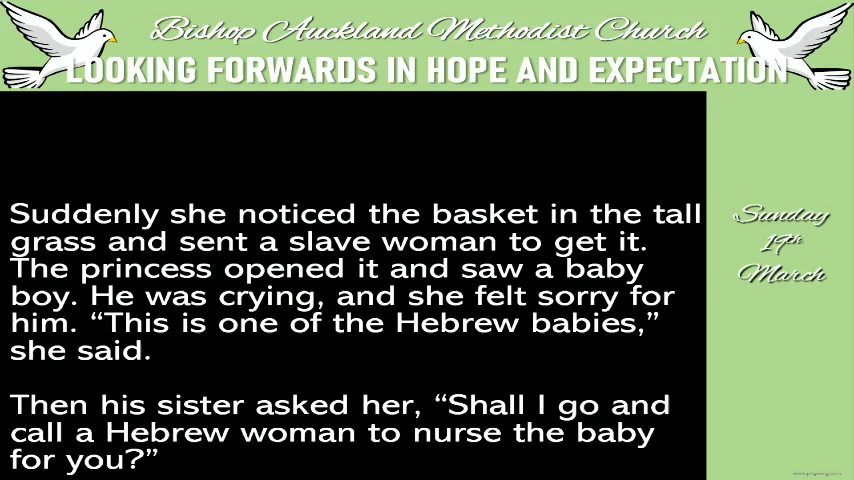 Bishop Auckland Methodist Church
LOOKING FORWARDS IN HOPE AND EXPECTATION
Suddenly she noticed the basket in the tall
grass and sent a slave woman to get it.
The princess opened it and saw a baby
boy. He was crying, and she felt sorry for
him. “This is one of the Hebrew babies,”
she said.
Then his sister asked her, “Shall I go and
call a Hebrew woman to nurse the baby
for you?”
Sunday
19th
March